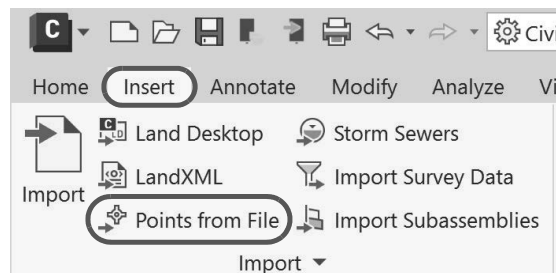 C Civi
Home Insert Annotate Modify Analyze Vi
Import
Land Desktop Storm Sewers
LandXML Import Survey Data
Points from File Import Subassemblies
Import